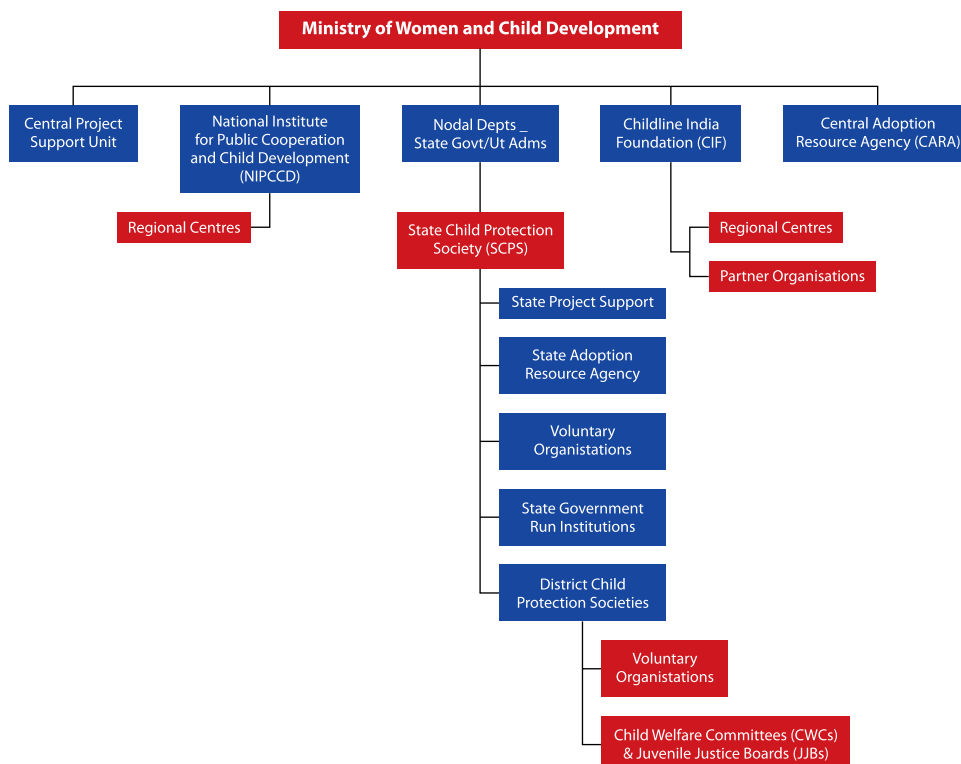 Ministry of Women and Child Development
Central Project
Support Unit
National Institute
for Public Cooperation
and Child Development
(NIPCCD)
Nodal Depts _
State Govt/Ut Adms
Childline India
Foundation (CIF)
Central Adoption
Resource Agency (CARA)
Regional Centres
State Child Protection
Society (SCPS)
Regional Centres
Partner Organisations
State Project Support
State Adoption
Resource Agency
Voluntary
Organistations
State Government
Run Institutions
District Child
Protection Societies
Voluntary
Organistations
Child Welfare Committees (CWCs)
& Juvenile Justice Boards (JJBs)